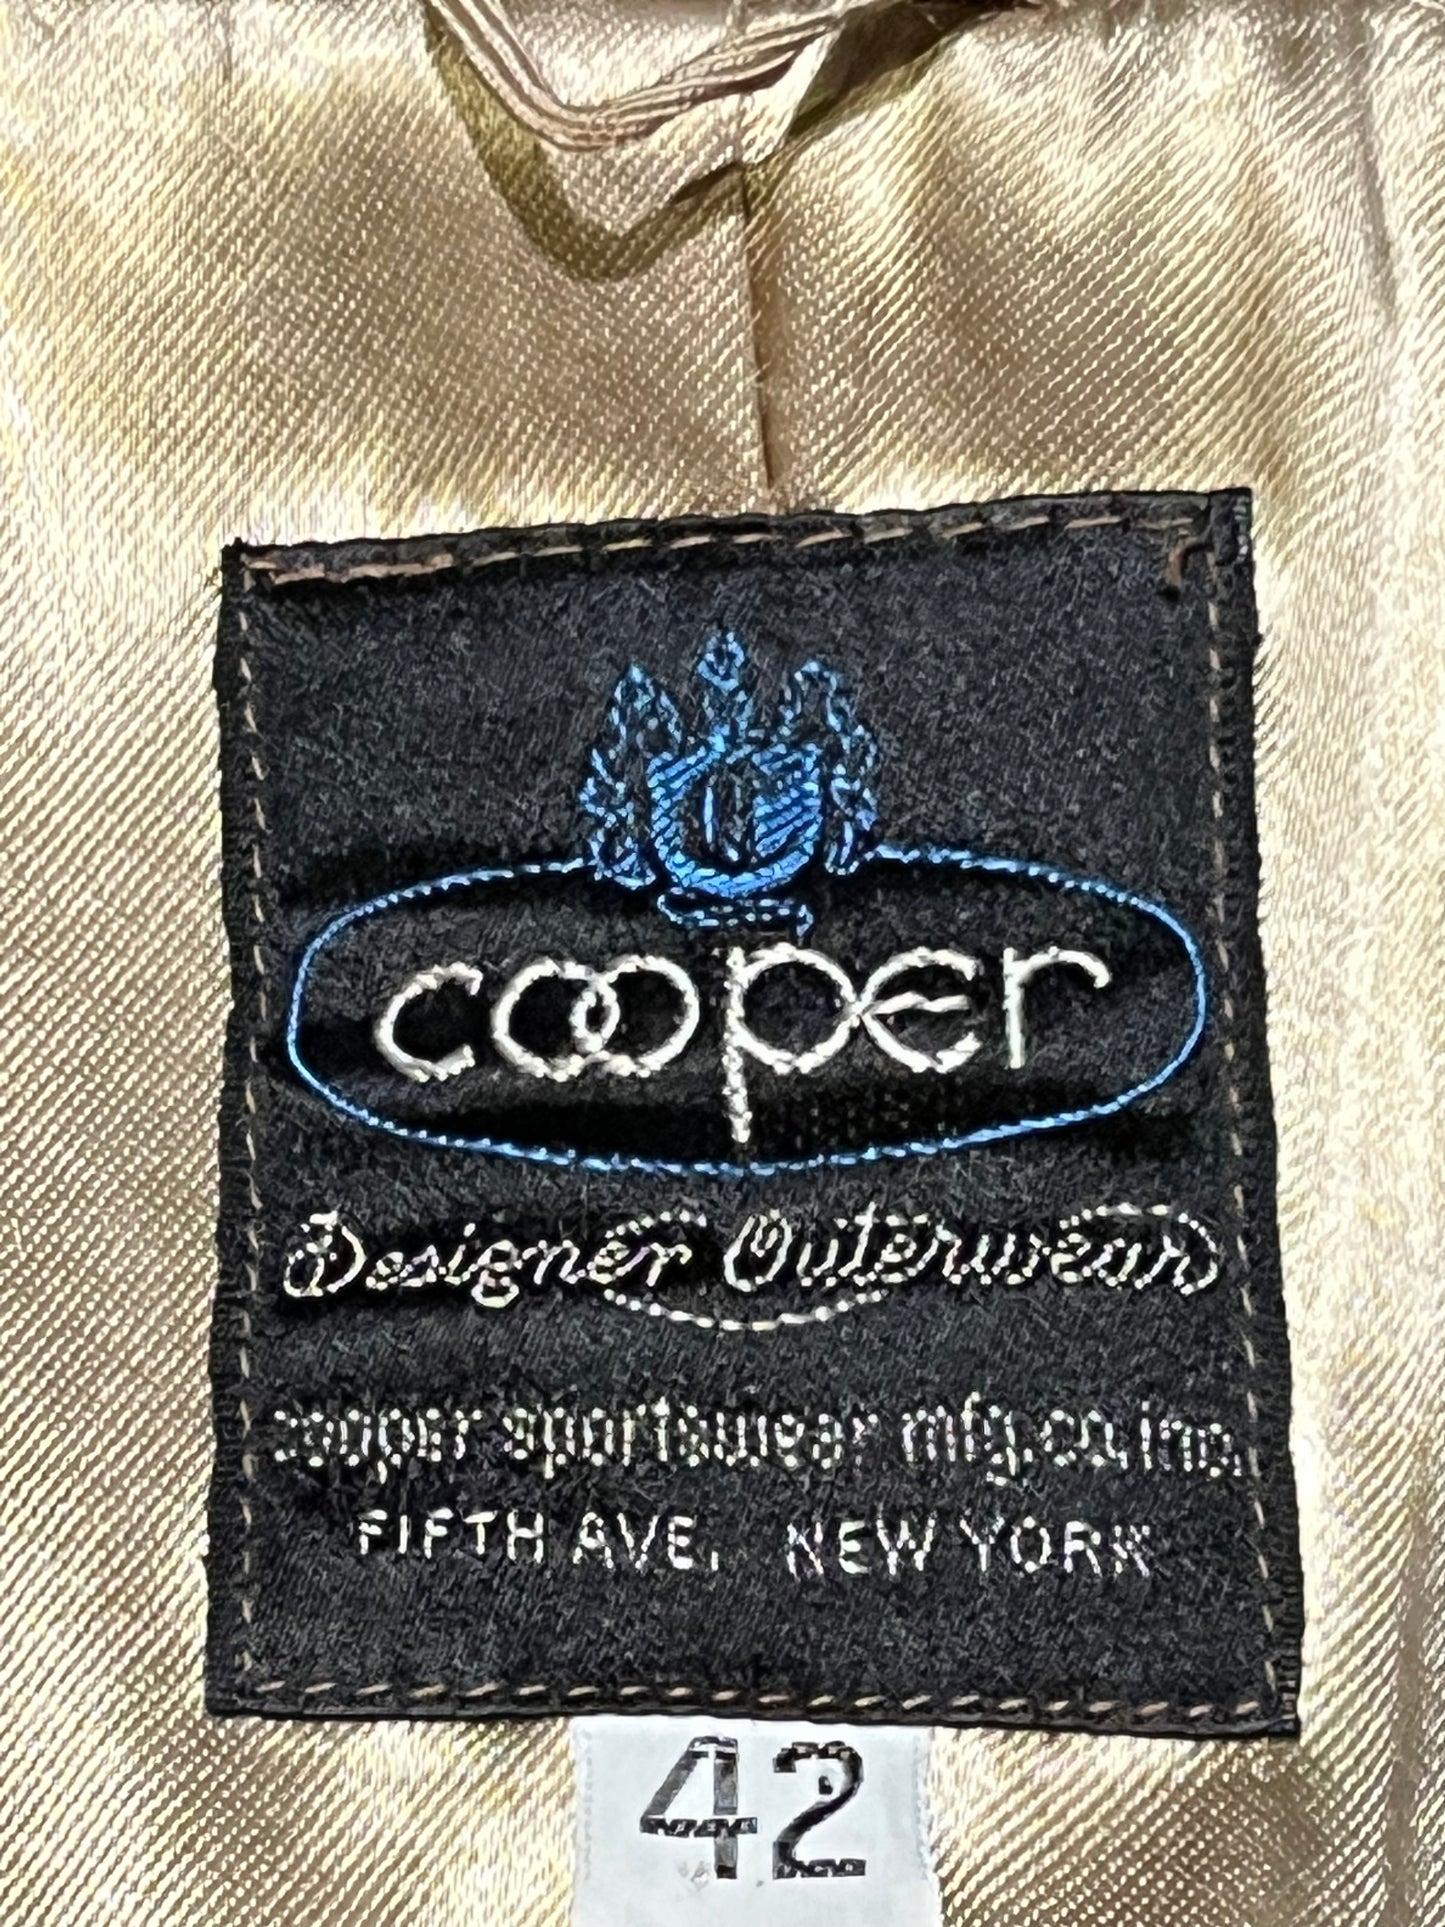 cooper
Designer Outerwear
cooper sportswear mfg.co.,inc.
FIFTH AVE. NEW YORK
42